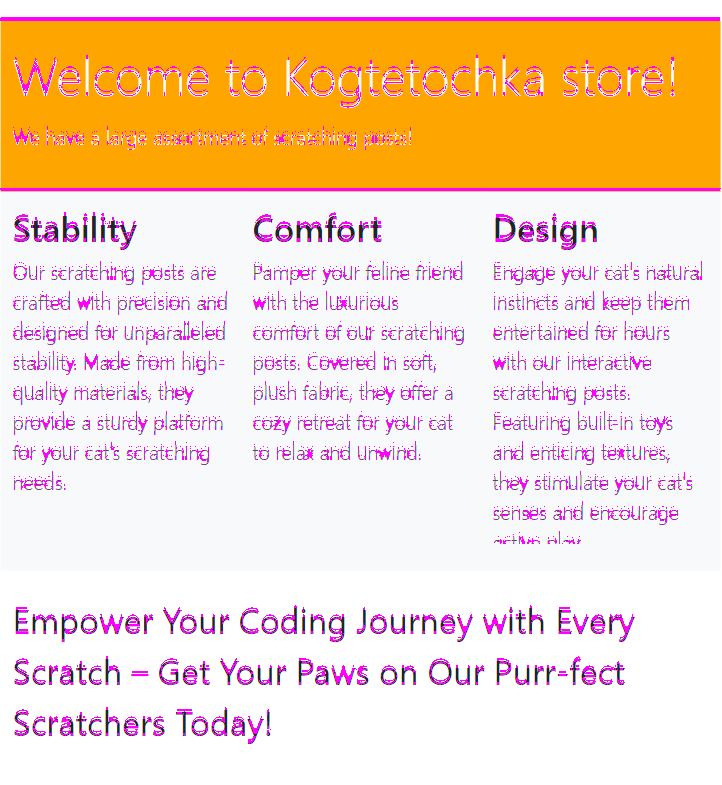 Welcome to Kogtetochka store!
We have a large assortment of scratching posts!
Stability
Our scratching posts are
crafted with precision and
designed for unparalleled
stability. Made from high-
quality materials, they
provide a sturdy platform
for your cat's scratching
needs.
Comfort
Pamper your feline friend
with the luxurious
comfort of our scratching
posts. Covered in soft,
plush fabric, they offer a
cozy retreat for your cat
to relax and unwind.
Design
Engage your cat's natural
instincts and keep them
entertained for hours
with our interactive
scratching posts.
Featuring built-in toys
and enticing textures,
they stimulate your cat's
senses and encourage
active play.
Empower Your Coding Journey with Every
Scratch – Get Your Paws on Our Purr-fect
Scratchers Today!